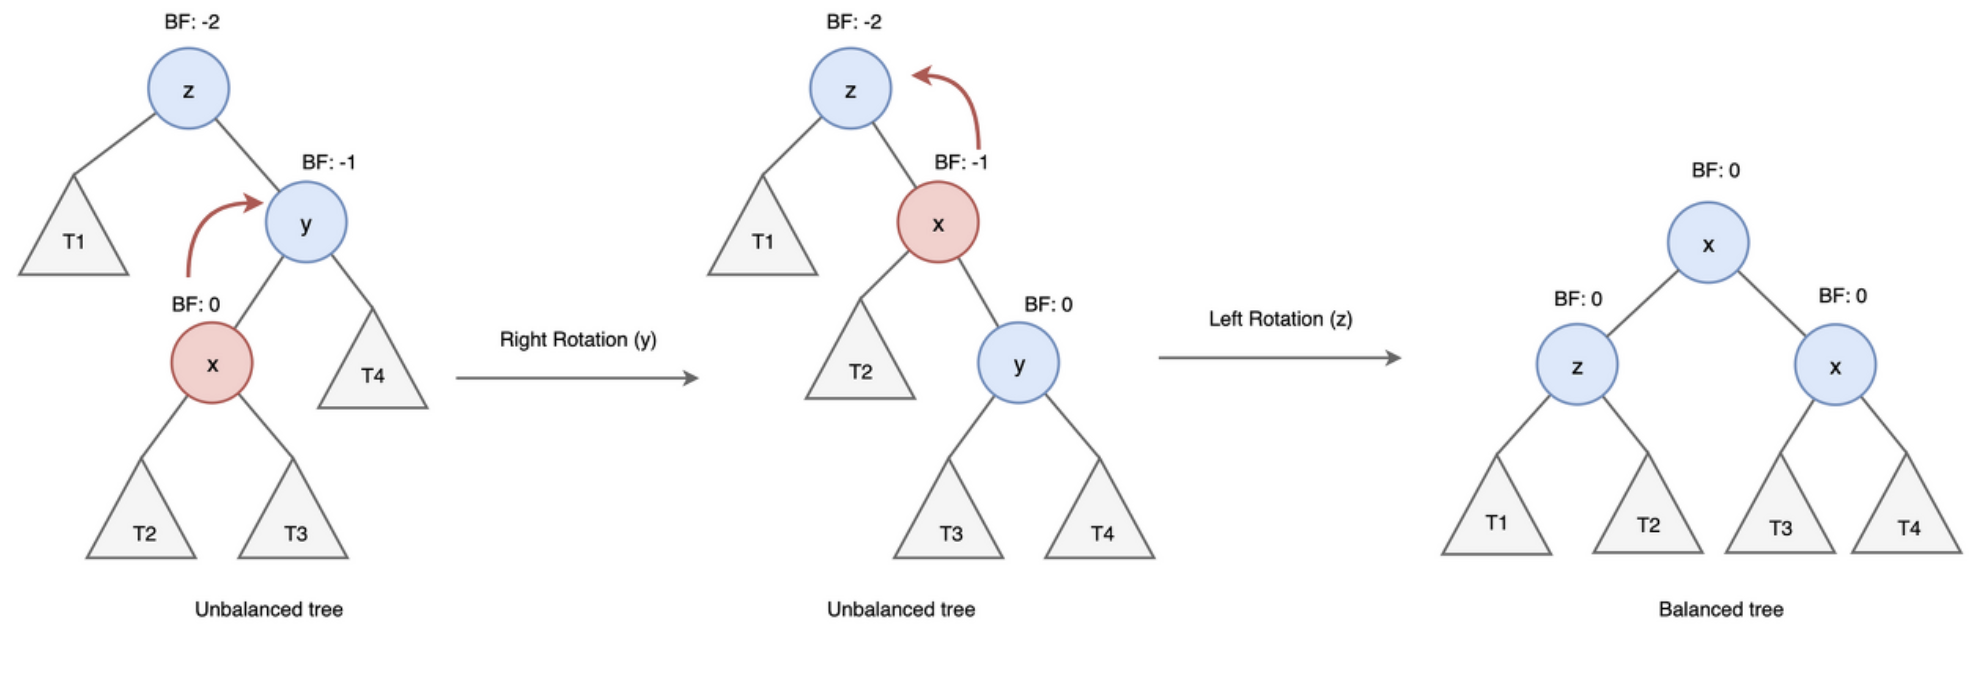 BF: -2
z
BF: -1
y
T1
BF: 0
x
T4
T2
T3
Unbalanced tree
Right Rotation (y)
BF: -2
z
BF: -1
x
T1
BF: 0
T2
y
T3
T4
Unbalanced tree
Left Rotation (z)
BF: 0
x
BF: 0
BF: 0
z
x
T1
T2
T3
T4
Balanced tree